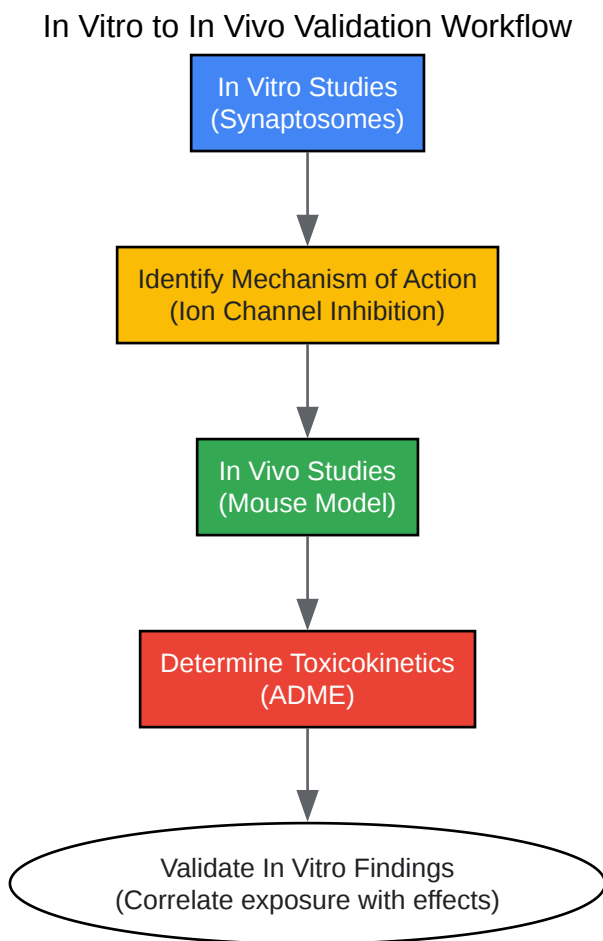 In Vitro to In Vivo Validation Workflow
In Vitro Studies
(Synaptosomes)
Identify Mechanism of Action
(Ion Channel Inhibition)
In Vivo Studies
(Mouse Model)
Determine Toxicokinetics
(ADME)
Validate In Vitro Findings
(Correlate exposure with effects)